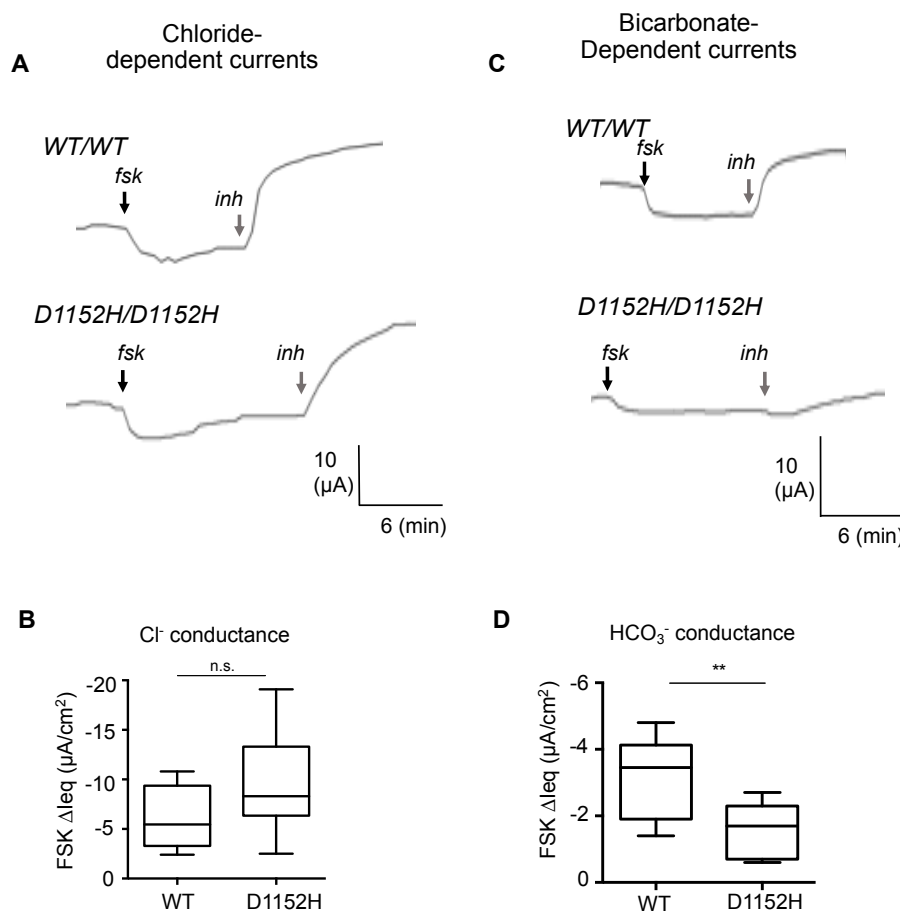 A
Chloride-
dependent currents
WT/WT
fsk
inh
D1152H/D1152H
fsk
inh
10
(µA)
6 (min)
C
Bicarbonate-
Dependent currents
WT/WT
fsk
inh
D1152H/D1152H
fsk
inh
10
(µA)
6 (min)
B
Cl- conductance
n.s.
FSK ΔIeq (µA/cm²)
-20
-15
-10
-5
0
WT
D1152H
D
HCO₃- conductance
**
FSK ΔIeq (µA/cm²)
-6
-4
-2
0
WT
D1152H